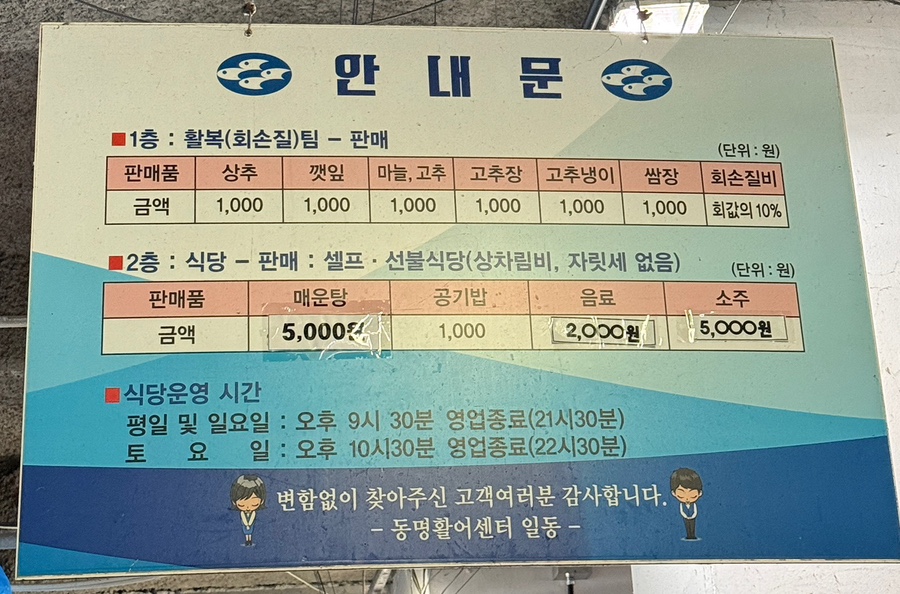 안내문
■1층 : 활복(회손질)팀 - 판매
(단위 : 원)
판매품 상추 깻잎 마늘, 고추 고추장 고추냉이 쌈장 회손질비
금액 1,000 1,000 1,000 1,000 1,000 1,000 회값의 10%
■2층 : 식당 - 판매 : 셀프 · 선불식당(상차림비, 자릿세 없음)
(단위 : 원)
판매품 매운탕 공기밥 음료 소주
금액 5,000원 1,000 2,000원 5,000원
■식당운영 시간
평일 및 일요일 : 오후 9시 30분 영업종료(21시30분)
토 요 일 : 오후 10시30분 영업종료(22시30분)
변함없이 찾아주신 고객여러분 감사합니다.
- 동명활어센터 일동 -